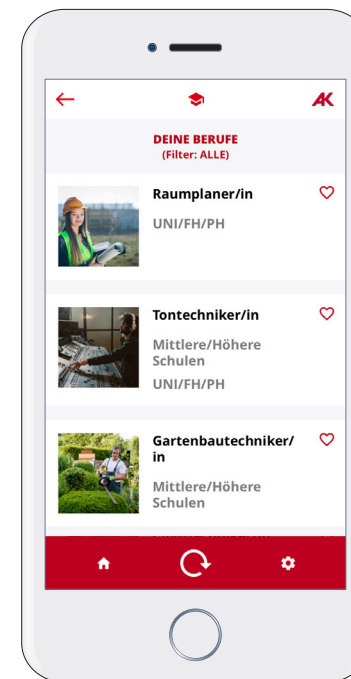 AK
DEINE BERUFE
(Filter: ALLE)
Raumplaner/in
UNI/FH/PH
Tontechniker/in
Mittlere/Höhere
Schulen
UNI/FH/PH
Gartenbautechniker/
in
Mittlere/Höhere
Schulen